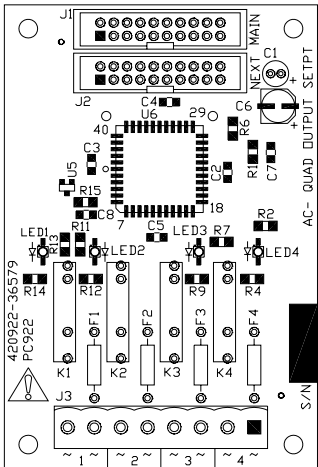 J1
NEXT MAIN
J2
C1
+
C4
C6
+
U6
40
29
R6
AC- QUAD OUTPUT SETPT
C3
R1
C7
C2
U5
R15
C8
7
18
R2
LED1
R13
R11
C5
LED3
R7
LED2
LED4
R14
R12
R9
R4
420922-36579
PC922
F1
F2
F3
F4
K1
K2
K3
K4
S/N
J3
~ 1 ~ ~ 2 ~ ~ 3 ~ ~ 4 ~